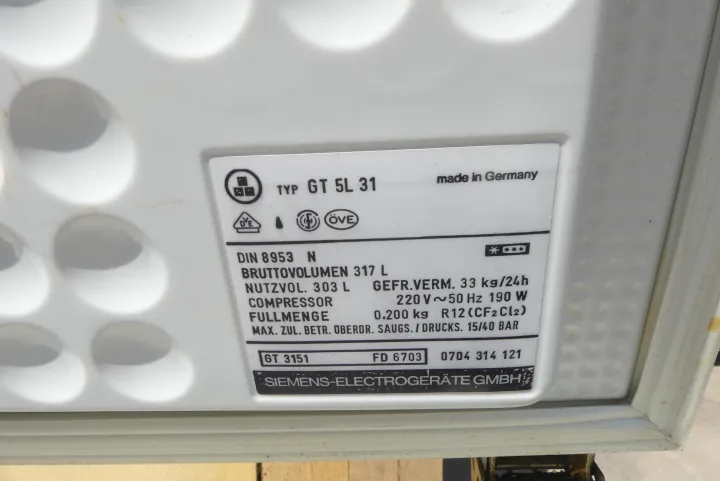 TYP GT 5L 31 made in Germany
DVE ÖVE
DIN 8953 N
BRUTTOVOLUMEN 317 L
NUTZVOL. 303 L GEFR.VERM. 33 kg/24h
COMPRESSOR 220 V~50 Hz 190 W
FÜLLMENGE 0.200 kg R12(CF₂Cl₂)
MAX. ZUL. BETR. OBERDR. SAUGS./DRUCKS. 15/40 BAR
GT 3151 FD 6703 0704 314 121
SIEMENS-ELECTROGERÄTE GMBH